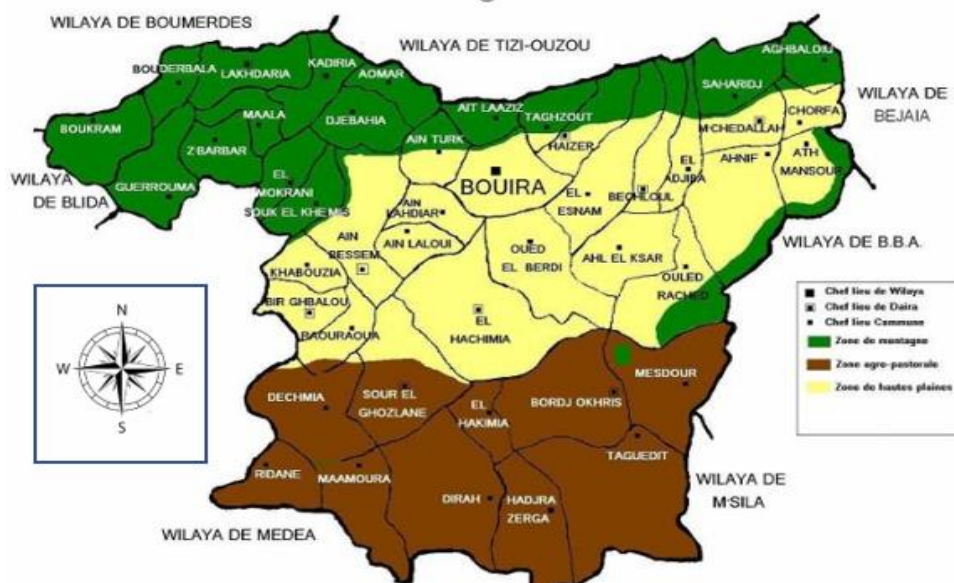 WILAYA DE BOUMERDES
WILAYA DE TIZI-OUZOU
AGHBALOIU
BOUDERBALA
LAKHDARIA
KADIRIA
AOMAR
SAHARIDJ
WILAYA DE
BEJAIA
BOUKRAM
MAALA
DJEBAHIA
AIT LAAZIZ
TAGHZOUT
CHORFA
M'CHEDALLAH
Z'BARBAR
AIN TURK
HAIZER
AHNIF
ATH
MANSOUR
WILAYA
DE BLIDA
GUERROUMA
EL
MOKRANI
SOUK EL KHEMIS
BOUIRA
EL
ESNAM
BECHLOUL
EL
ADJIBA
AIN
LAHDJAR
AIN LALOUI
AIN
BESSEM
OUED
EL BERDI
AHL EL KSAR
OULED
RACHED
WILAYA DE B.B.A.
KHABOUZIA
BIR GHBALOU
RAOURAOUA
EL
HACHIMIA
N
W
E
S
Chef lieu de Wilaya
Chef lieu de Daira
Chef lieu Commune
Zone de montagne
Zone agro-pastorale
Zone de hautes plaines
DECHMIA
SOUR EL
GHOZLANE
EL
HAKIMIA
BORDJ OKHRIS
MESDOUR
TAGUEDIT
RIDANE
MAAMOURA
DIRAH
HADJRA
ZERGA
WILAYA DE
M'SILA
WILAYA DE MEDEA